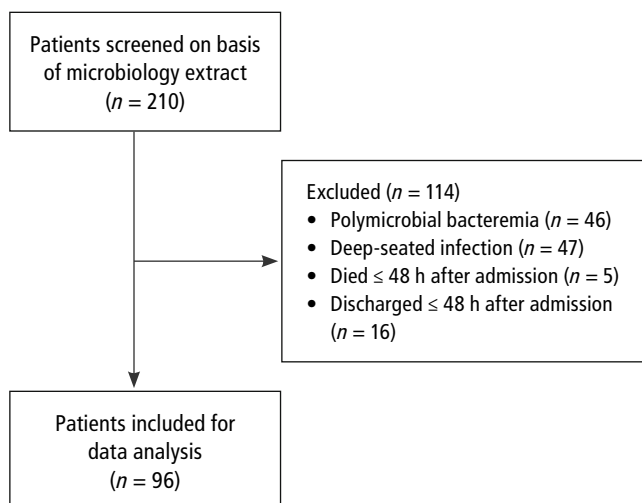 Patients screened on basis
of microbiology extract
(n = 210)
Excluded (n = 114)
• Polymicrobial bacteremia (n = 46)
• Deep-seated infection (n = 47)
• Died ≤ 48 h after admission (n = 5)
• Discharged ≤ 48 h after admission
(n = 16)
Patients included for
data analysis
(n = 96)